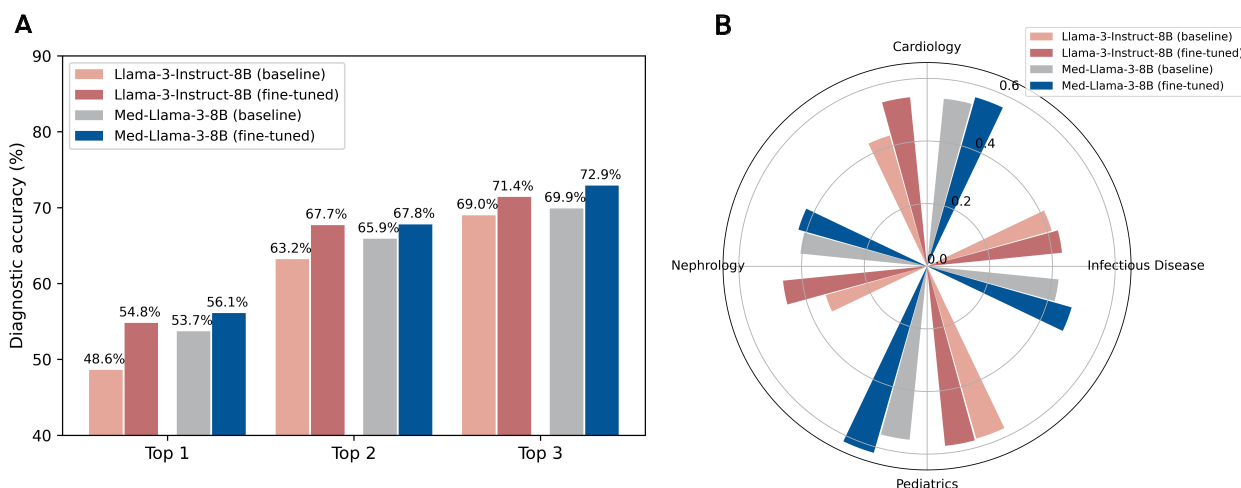 A
Diagnostic accuracy (%)
90
80
70
60
50
40
Llama-3-Instruct-8B (baseline)
Llama-3-Instruct-8B (fine-tuned)
Med-Llama-3-8B (baseline)
Med-Llama-3-8B (fine-tuned)
48.6%
54.8%
53.7%
56.1%
63.2%
67.7%
65.9%
67.8%
69.0%
71.4%
69.9%
72.9%
Top 1
Top 2
Top 3
B
Llama-3-Instruct-8B (baseline)
Llama-3-Instruct-8B (fine-tuned)
Med-Llama-3-8B (baseline)
Med-Llama-3-8B (fine-tuned)
Cardiology
0.6
0.4
0.2
0.0
Nephrology
Infectious Disease
Pediatrics